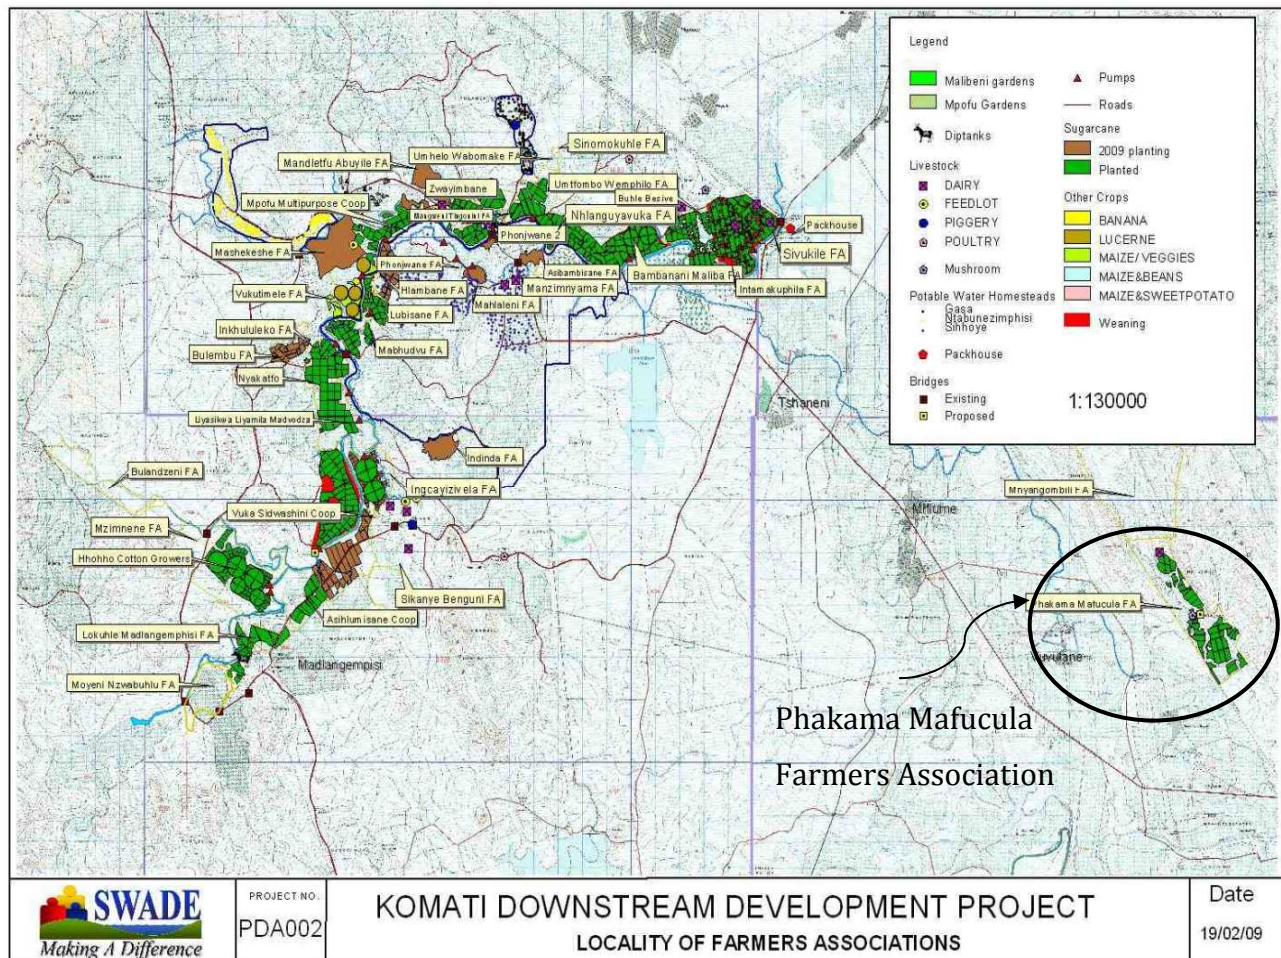 Legend
Malibeni gardens
Mpofu Gardens
Diptanks
Livestock
DAIRY
FEEDLOT
PIGGERY
POULTRY
Mushroom
Potable Water Homesteads
Gasa
Ntabunezimphisi
Sihhoye
Packhouse
Bridges
Existing
Proposed
Pumps
Roads
Sugarcane
2009 planting
Planted
Other Crops
BANANA
LUCERNE
MAIZE/VEGGIES
MAIZE&BEANS
MAIZE&SWEETPOTATO
Weaning
1:130000
Sinomokuhle FA
Umhelo Wabomake FA
Mandletfu Abuyile FA
Zwayimbane
Umtfombo Wemphilo FA
Buhle Besive
Mpofu Multipurpose Coop
Nhlanguyavuka FA
Packhouse
Phonjwane 2
Mashekeshe FA
Sivukile FA
Phonjwane FA
Asibambisane FA
Bambanani Maliba FA
Hlambane FA
Manzimnyama FA
Intamakuphila FA
Vukutimele FA
Mahlaleni FA
Lubisane FA
Inkhululeko FA
Mabhudvu FA
Bulembu FA
Nyakatfo
Tshaneni
Liyasikwa Liyamila Madvodza
Indinda FA
Bulandzeni FA
Ingcayizivela FA
Mnyangombili FA
Vuka Sidwashini Coop
Mhlume
Mzimnene FA
Hhohho Cotton Growers
Sikanye Benguni FA
Phakama Mafucula FA
Asihlumisane Coop
Lokuhle Madlangemphisi FA
Madlangempisi
Vuvulane
Moyeni Nzwabuhlu FA
Phakama Mafucula
Farmers Association
SWADE
Making A Difference
PROJECT NO.
PDA002
KOMATI DOWNSTREAM DEVELOPMENT PROJECT
LOCALITY OF FARMERS ASSOCIATIONS
Date
19/02/09